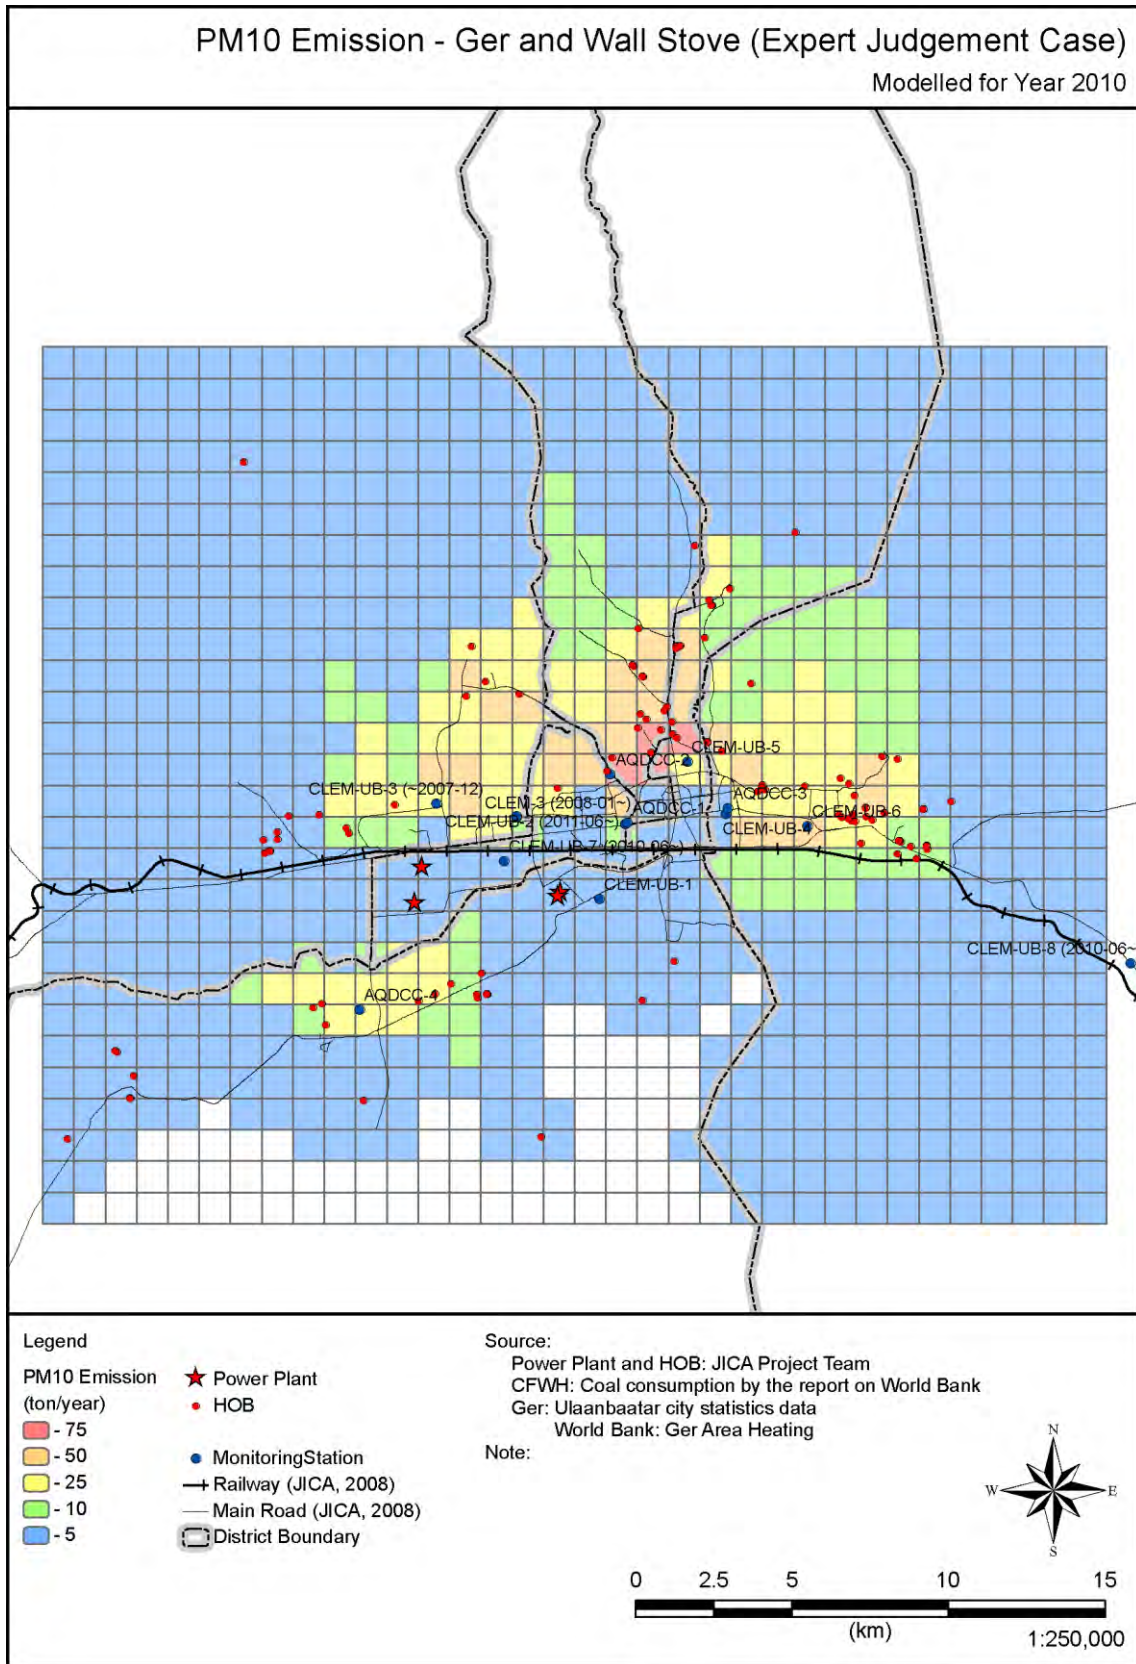 PM10 Emission - Ger and Wall Stove (Expert Judgement Case)
Modelled for Year 2010
CLEM-UB-5
AQDCC-2
CLEM-UB-3 (~2007-12)
CLEM-3 (2008-01~)
AQDCC-1
AQDCC-3
CLEM-UB-2 (2011-06~)
CLEM-UB-4
CLEM-UB-6
CLEM-UB-7 (2010-06~)
CLEM-UB-1
CLEM-UB-8 (2010-06~
AQDCC-4
Legend
PM10 Emission
(ton/year)
- 75
- 50
- 25
- 10
- 5
Power Plant
HOB
MonitoringStation
Railway (JICA, 2008)
Main Road (JICA, 2008)
District Boundary
Source:
Power Plant and HOB: JICA Project Team
CFWH: Coal consumption by the report on World Bank
Ger: Ulaanbaatar city statistics data
World Bank: Ger Area Heating
Note:
N
W E
S
0 2.5 5 10 15
(km)
1:250,000